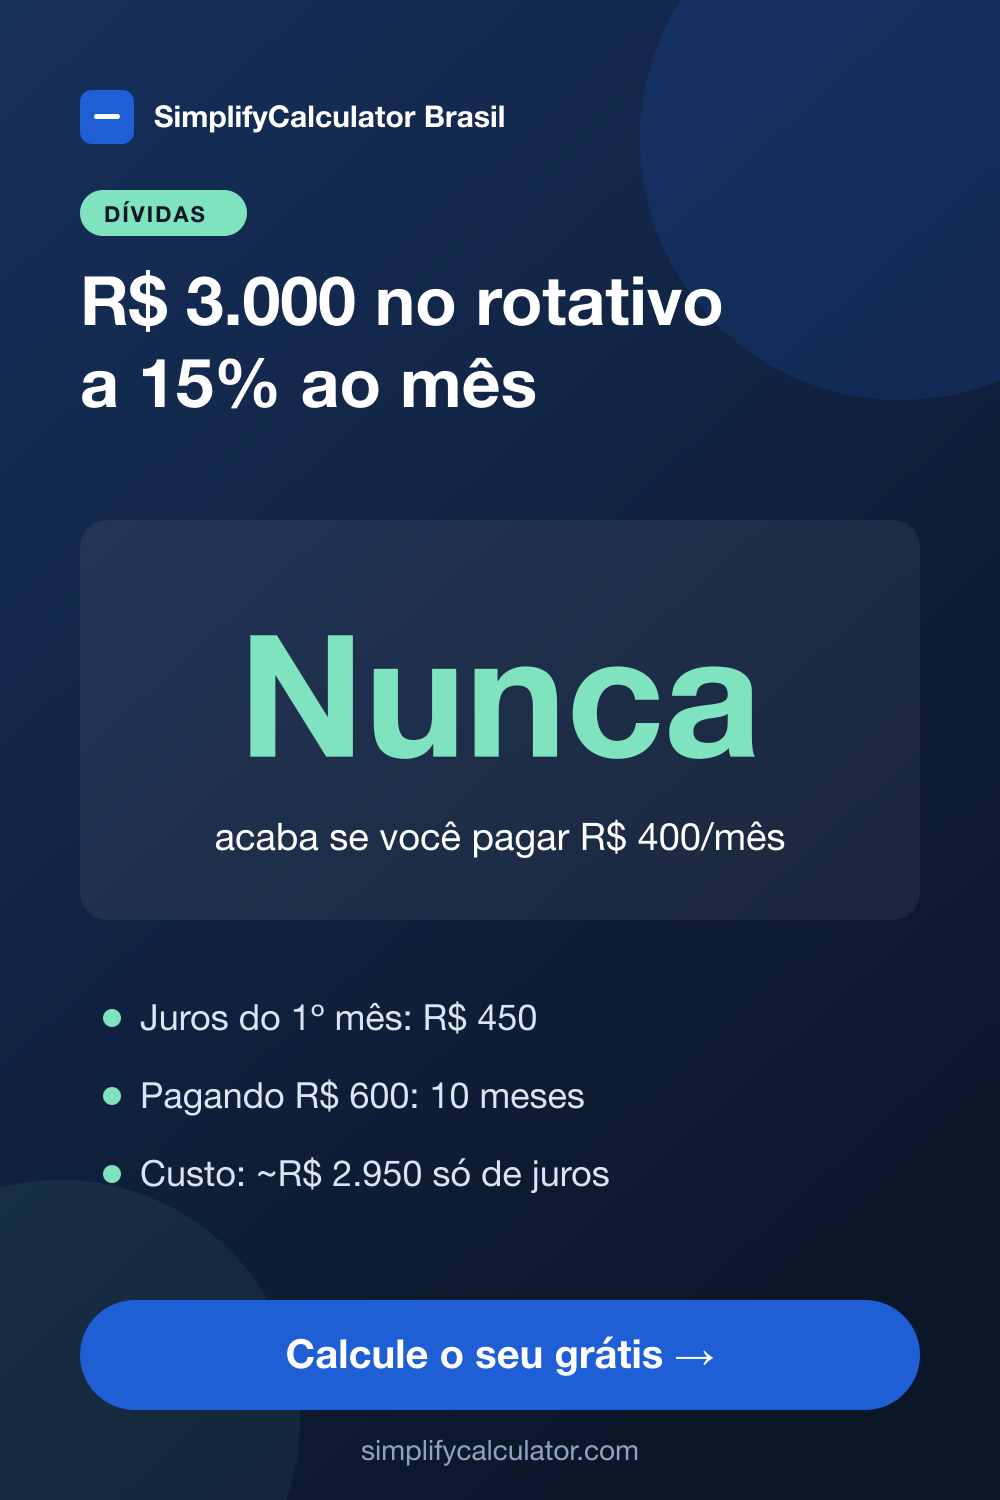 SimplifyCalculator Brasil
DÍVIDAS
R$ 3.000 no rotativo
a 15% ao mês
Nunca
acaba se você pagar R$ 400/mês
Juros do 1º mês: R$ 450
Pagando R$ 600: 10 meses
Custo: ~R$ 2.950 só de juros
Calcule o seu grátis →
simplifycalculator.com